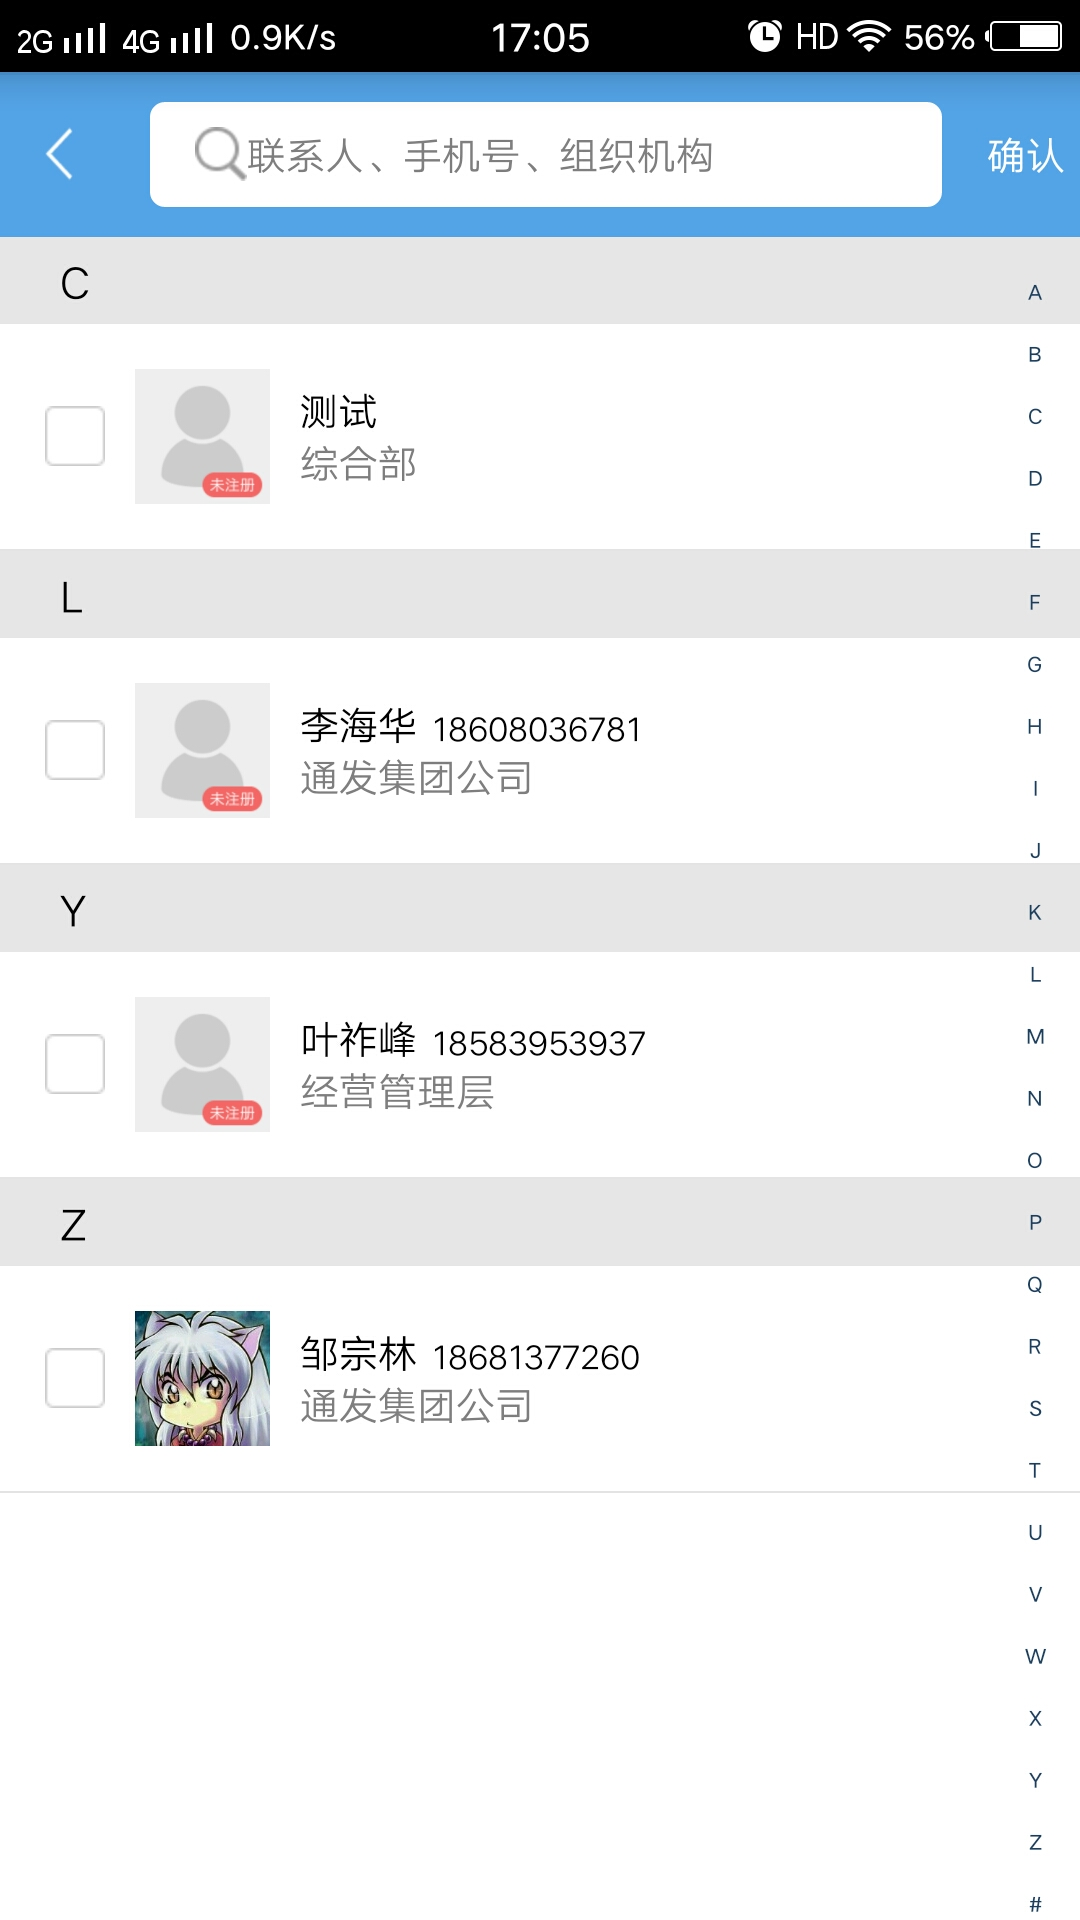 2G 4G 0.9K/s 17:05 HD 56%
联系人、手机号、组织机构 确认
C
测试
综合部
未注册
L
李海华 18608036781
通发集团公司
未注册
Y
叶祚峰 18583953937
经营管理层
未注册
Z
邹宗林 18681377260
通发集团公司
A
B
C
D
E
F
G
H
I
J
K
L
M
N
O
P
Q
R
S
T
U
V
W
X
Y
Z
#